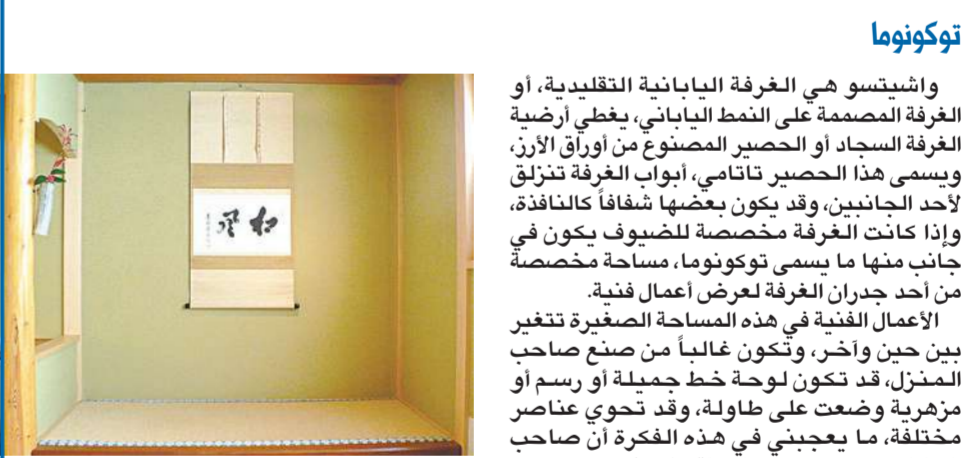 توكونوما
واشيتسو هي الغرفة اليابانية التقليدية، أو
الغرفة المصممة على النمط الياباني، يغطي أرضية
الغرفة السجاد أو الحصير المصنوع من أوراق الأرز،
ويسمى هذا الحصير تاتامي، أبواب الغرفة تنزلق
لأحد الجانبين، وقد يكون بعضها شفافاً كالنافذة،
وإذا كانت الغرفة مخصصة للضيوف يكون في
جانب منها ما يسمى توكونوما، مساحة مخصصة
من أحد جدران الغرفة لعرض أعمال فنية.
الأعمال الفنية في هذه المساحة الصغيرة تتغير
بين حين وآخر، وتكون غالباً من صنع صاحب
المنزل، قد تكون لوحة خط جميلة أو رسم أو
مزهرية وضعت على طاولة، وقد تحوي عناصر
مختلفة، ما يعجبني في هذه الفكرة أن صاحب